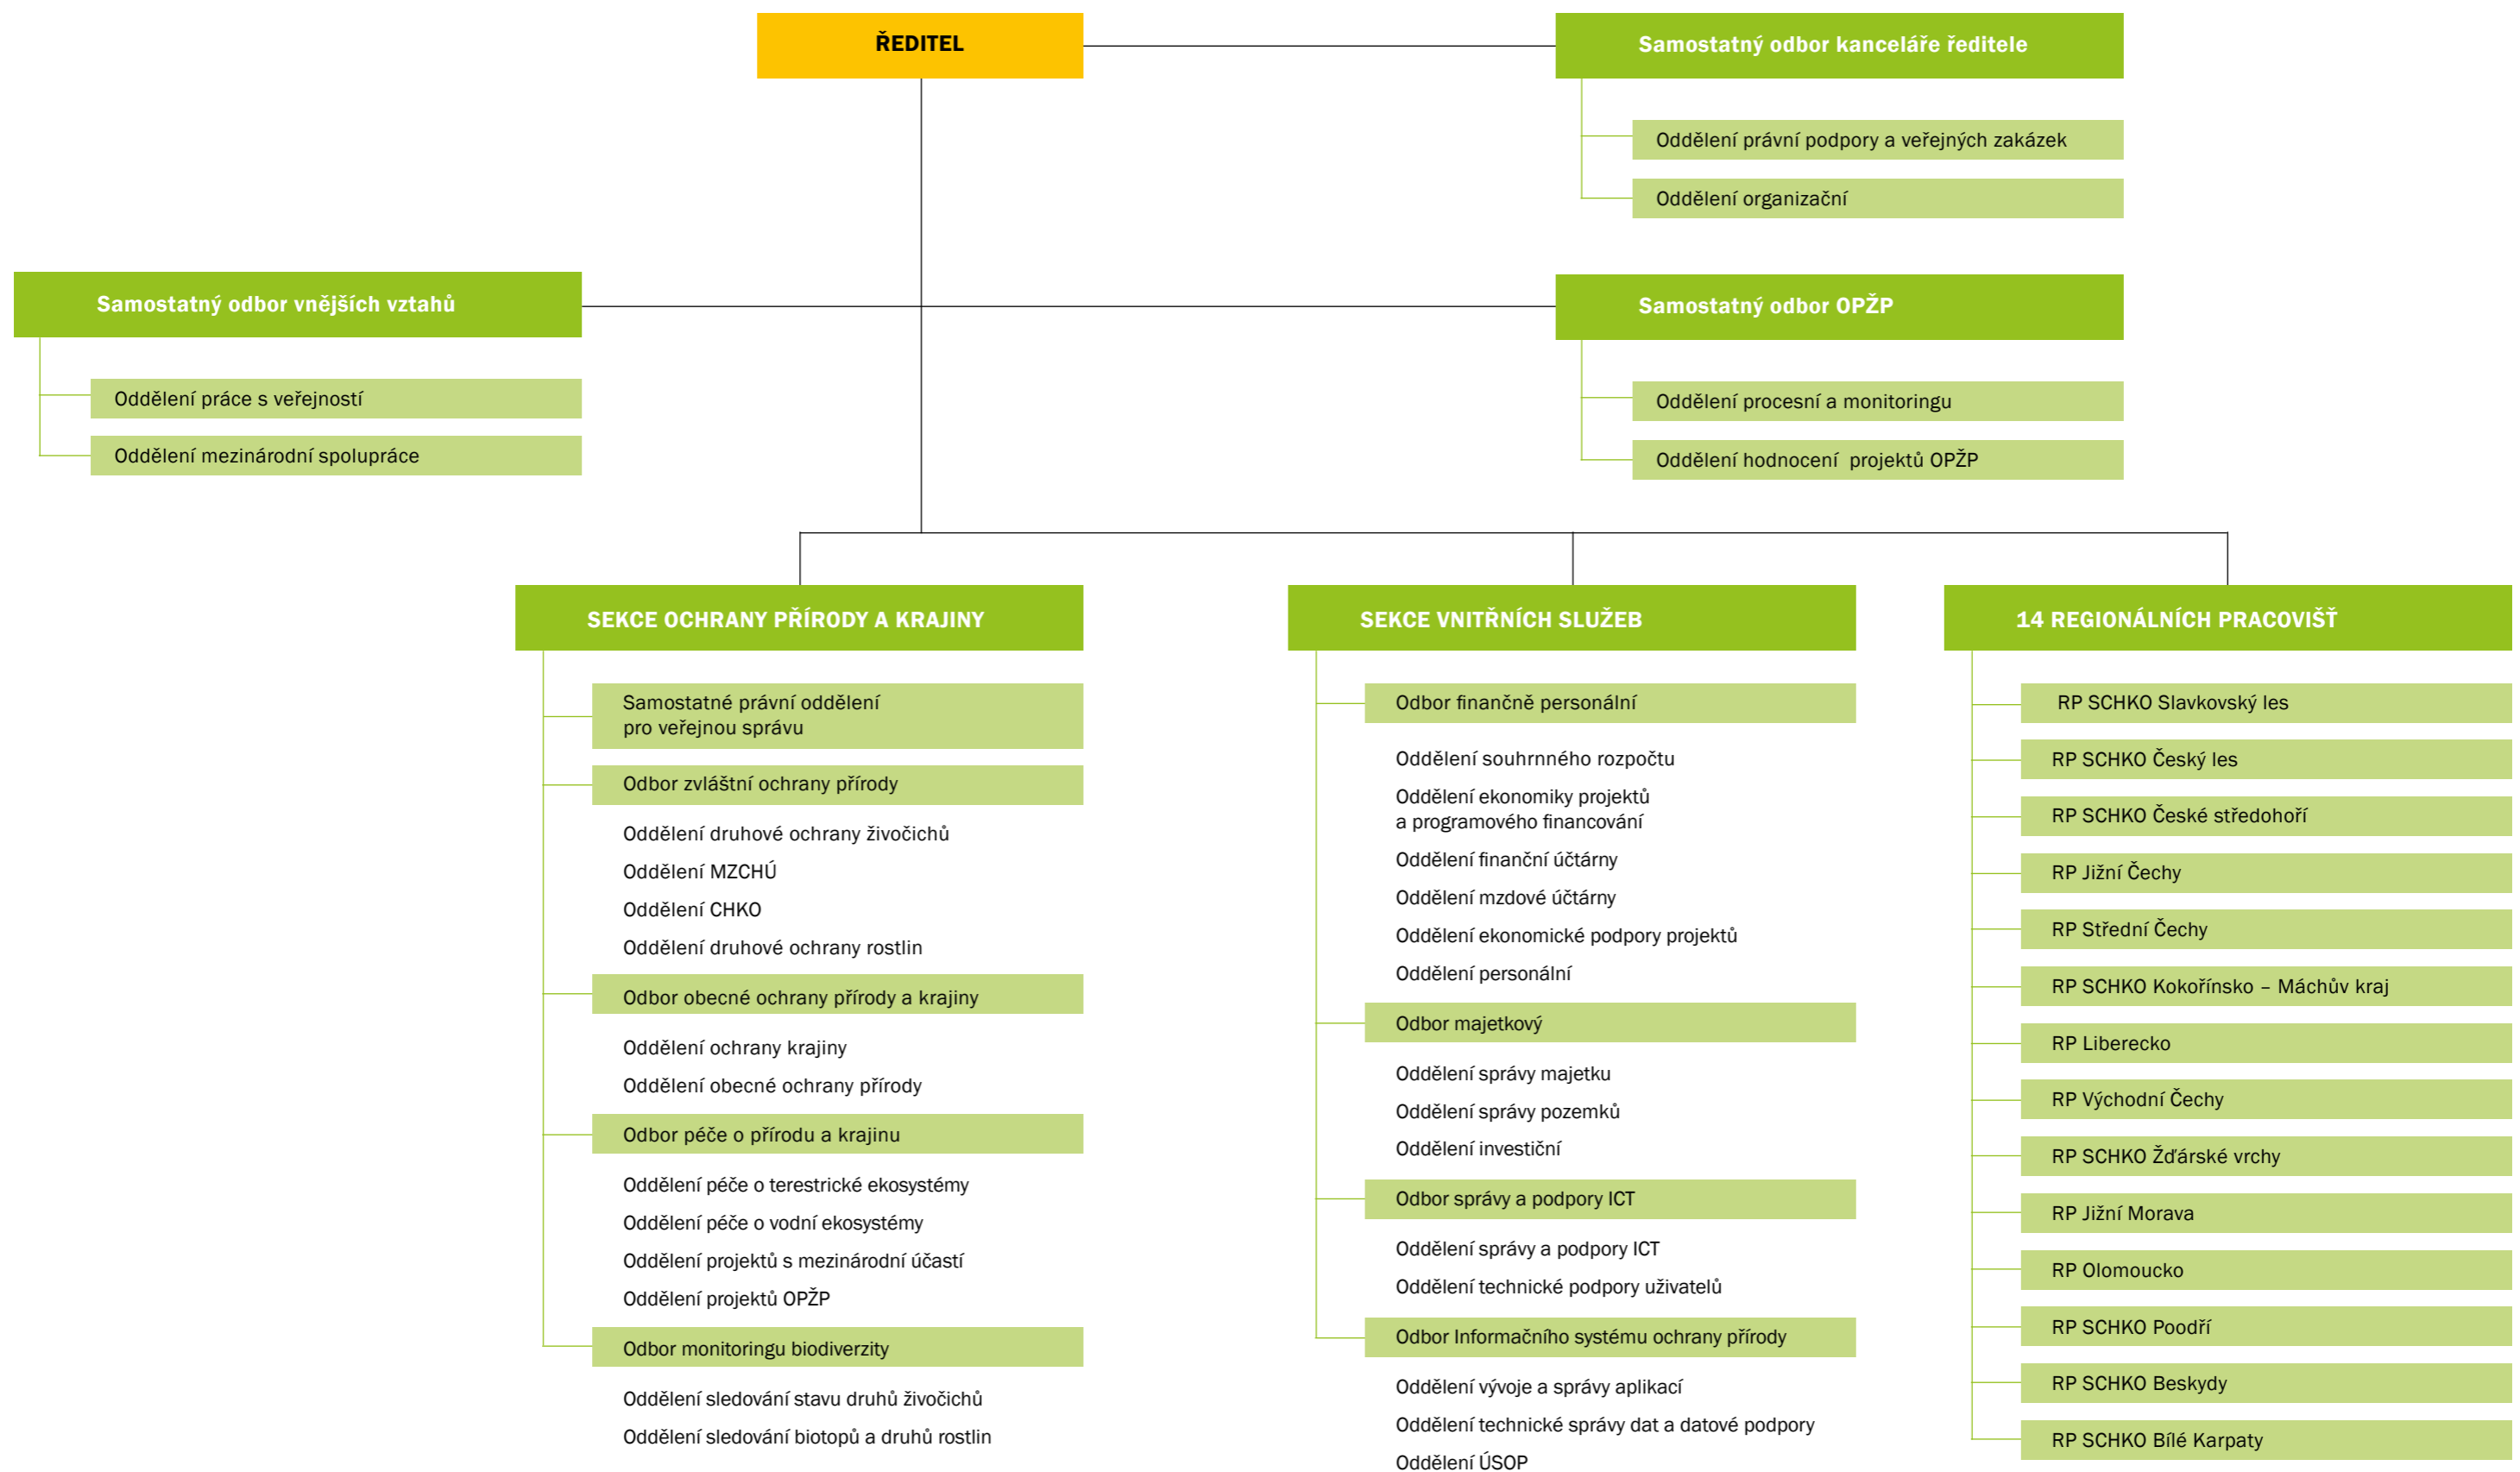 ŘEDITEL
Samostatný odbor kanceláře ředitele
Oddělení právní podpory a veřejných zakázek
Oddělení organizační
Samostatný odbor vnějších vztahů
Oddělení práce s veřejností
Oddělení mezinárodní spolupráce
Samostatný odbor OPŽP
Oddělení procesní a monitoringu
Oddělení hodnocení projektů OPŽP
SEKCE OCHRANY PŘÍRODY A KRAJINY
Samostatné právní oddělení
pro veřejnou správu
Odbor zvláštní ochrany přírody
Oddělení druhové ochrany živočichů
Oddělení MZCHÚ
Oddělení CHKO
Oddělení druhové ochrany rostlin
Odbor obecné ochrany přírody a krajiny
Oddělení ochrany krajiny
Oddělení obecné ochrany přírody
Odbor péče o přírodu a krajinu
Oddělení péče o terestrické ekosystémy
Oddělení péče o vodní ekosystémy
Oddělení projektů s mezinárodní účastí
Oddělení projektů OPŽP
Odbor monitoringu biodiverzity
Oddělení sledování stavu druhů živočichů
Oddělení sledování biotopů a druhů rostlin
SEKCE VNITŘNÍCH SLUŽEB
Odbor finančně personální
Oddělení souhrnného rozpočtu
Oddělení ekonomiky projektů
a programového financování
Oddělení finanční účtárny
Oddělení mzdové účtárny
Oddělení ekonomické podpory projektů
Oddělení personální
Odbor majetkový
Oddělení správy majetku
Oddělení správy pozemků
Oddělení investiční
Odbor správy a podpory ICT
Oddělení správy a podpory ICT
Oddělení technické podpory uživatelů
Odbor Informačního systému ochrany přírody
Oddělení vývoje a správy aplikací
Oddělení technické správy dat a datové podpory
Oddělení ÚSOP
14 REGIONÁLNÍCH PRACOVIŠŤ
RP SCHKO Slavkovský les
RP SCHKO Český les
RP SCHKO České středohoří
RP Jižní Čechy
RP Střední Čechy
RP SCHKO Kokořínsko – Máchův kraj
RP Liberecko
RP Východní Čechy
RP SCHKO Žďárské vrchy
RP Jižní Morava
RP Olomoucko
RP SCHKO Poodří
RP SCHKO Beskydy
RP SCHKO Bílé Karpaty